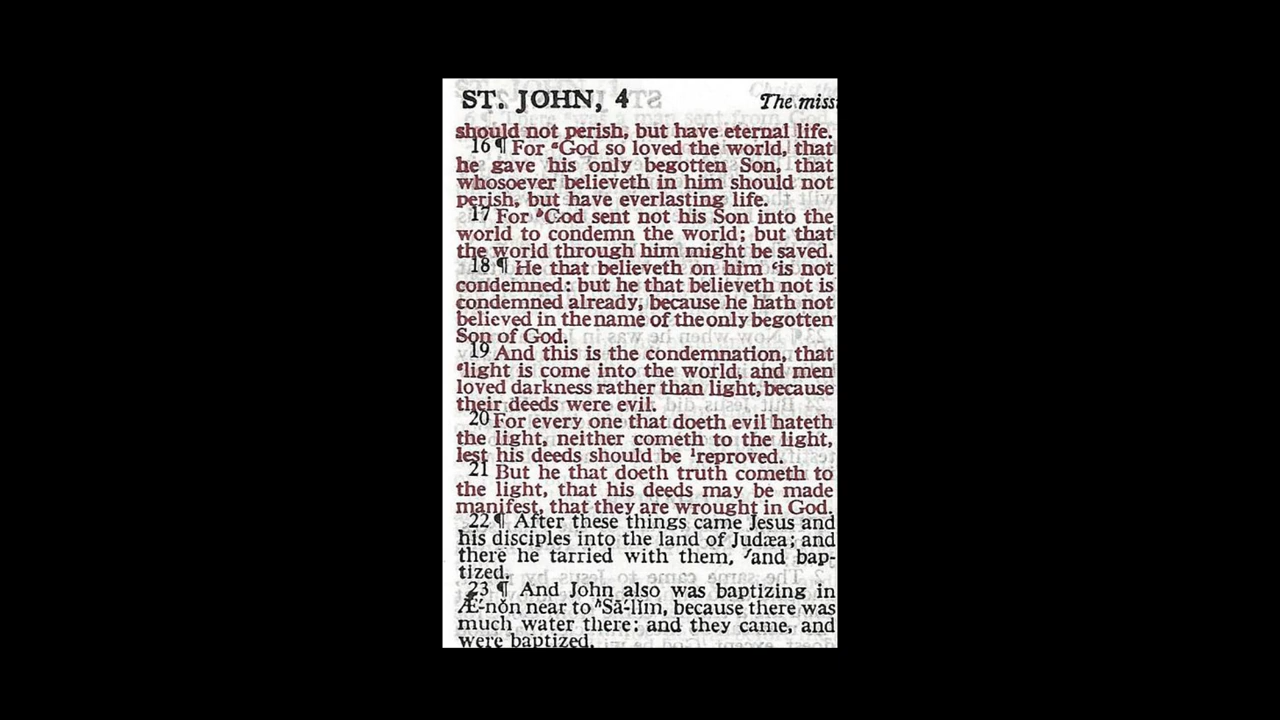 ST. JOHN, 4
The miss
should not perish, but have eternal life.
16 ¶ For ᵃGod so loved the world, that
he gave his only begotten Son, that
whosoever believeth in him should not
perish, but have everlasting life.
17 For ᵇGod sent not his Son into the
world to condemn the world; but that
the world through him might be saved.
18 ¶ He that believeth on him ᶜis not
condemned: but he that believeth not is
condemned already, because he hath not
believed in the name of the only begotten
Son of God.
19 And this is the condemnation, that
ᵉlight is come into the world, and men
loved darkness rather than light, because
their deeds were evil.
20 For every one that doeth evil hateth
the light, neither cometh to the light,
lest his deeds should be ¹reproved.
21 But he that doeth truth cometh to
the light, that his deeds may be made
manifest, that they are wrought in God.
22 ¶ After these things came Jesus and
his disciples into the land of Judæa; and
there he tarried with them, ᶠand bap-
tized.
23 ¶ And John also was baptizing in
Ǽ-nŏn near to ʰSā́-lĭm, because there was
much water there: and they came, and
were baptized.